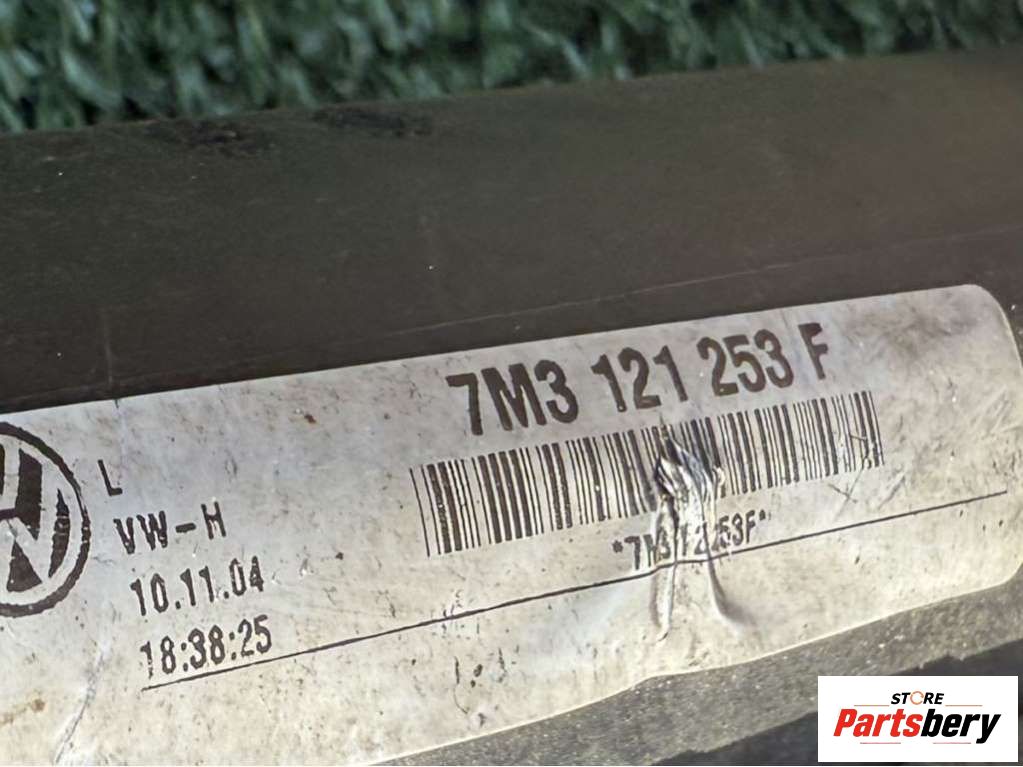 7M3 121 253 F
L
VW-H
10.11.04
18:38:25
STORE
Partsbery